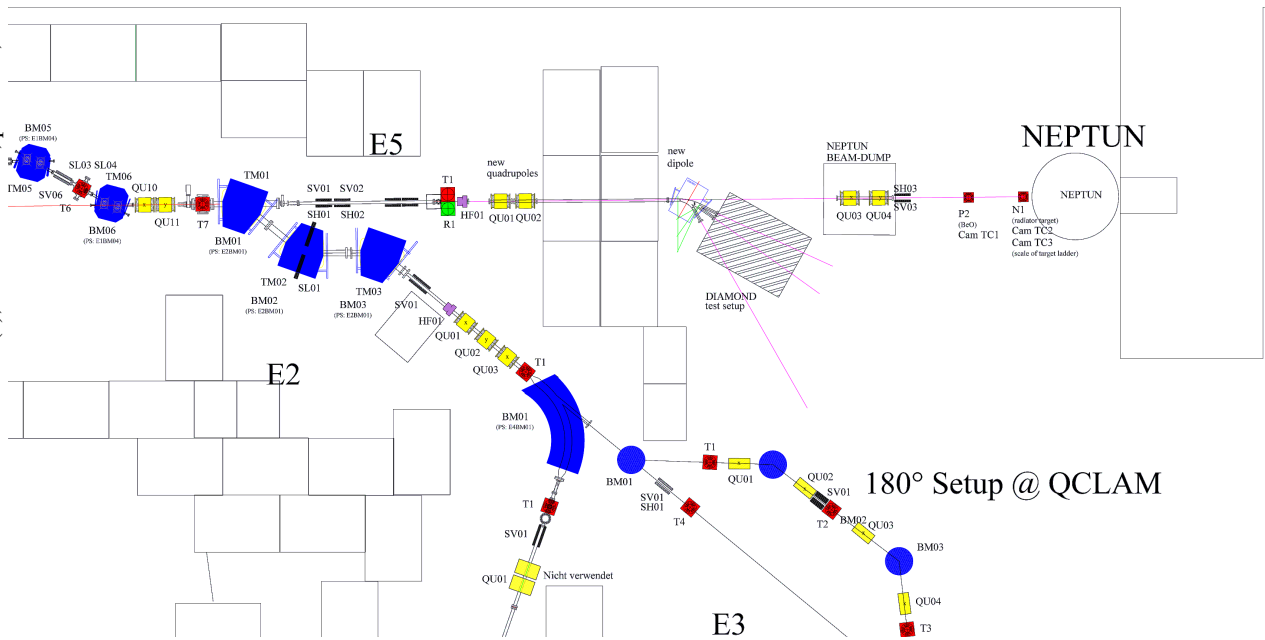 BM05
(PS: E1BM04)
TM05
SV06
T6
SL03 SL04
TM06
BM06
(PS: E1BM04)
QU10
x
y
QU11
T7
TM01
BM01
(PS: E2BM01)
SV01
SV02
SH01
SH02
E5
T1
R1
HF01
new
quadrupoles
QU01
QU02
new
dipole
DIAMOND
test setup
NEPTUN
BEAM-DUMP
x
y
QU03
QU04
SH03
SV03
P2
(BeO)
Cam TC1
N1
(radiator target)
Cam TC2
Cam TC3
(scale of target ladder)
NEPTUN
NEPTUN
TM02
SL01
BM02
(PS: E2BM01)
TM03
BM03
(PS: E2BM01)
SV01
HF01
x
QU01
y
QU02
x
QU03
T1
E2
BM01
(PS: E4BM01)
T1
SV01
QU01
Nicht verwendet
BM01
SV01
SH01
T4
T1
x
QU01
x
QU02
SV01
T2
BM02
x
QU03
BM03
x
QU04
T3
180° Setup @ QCLAM
E3